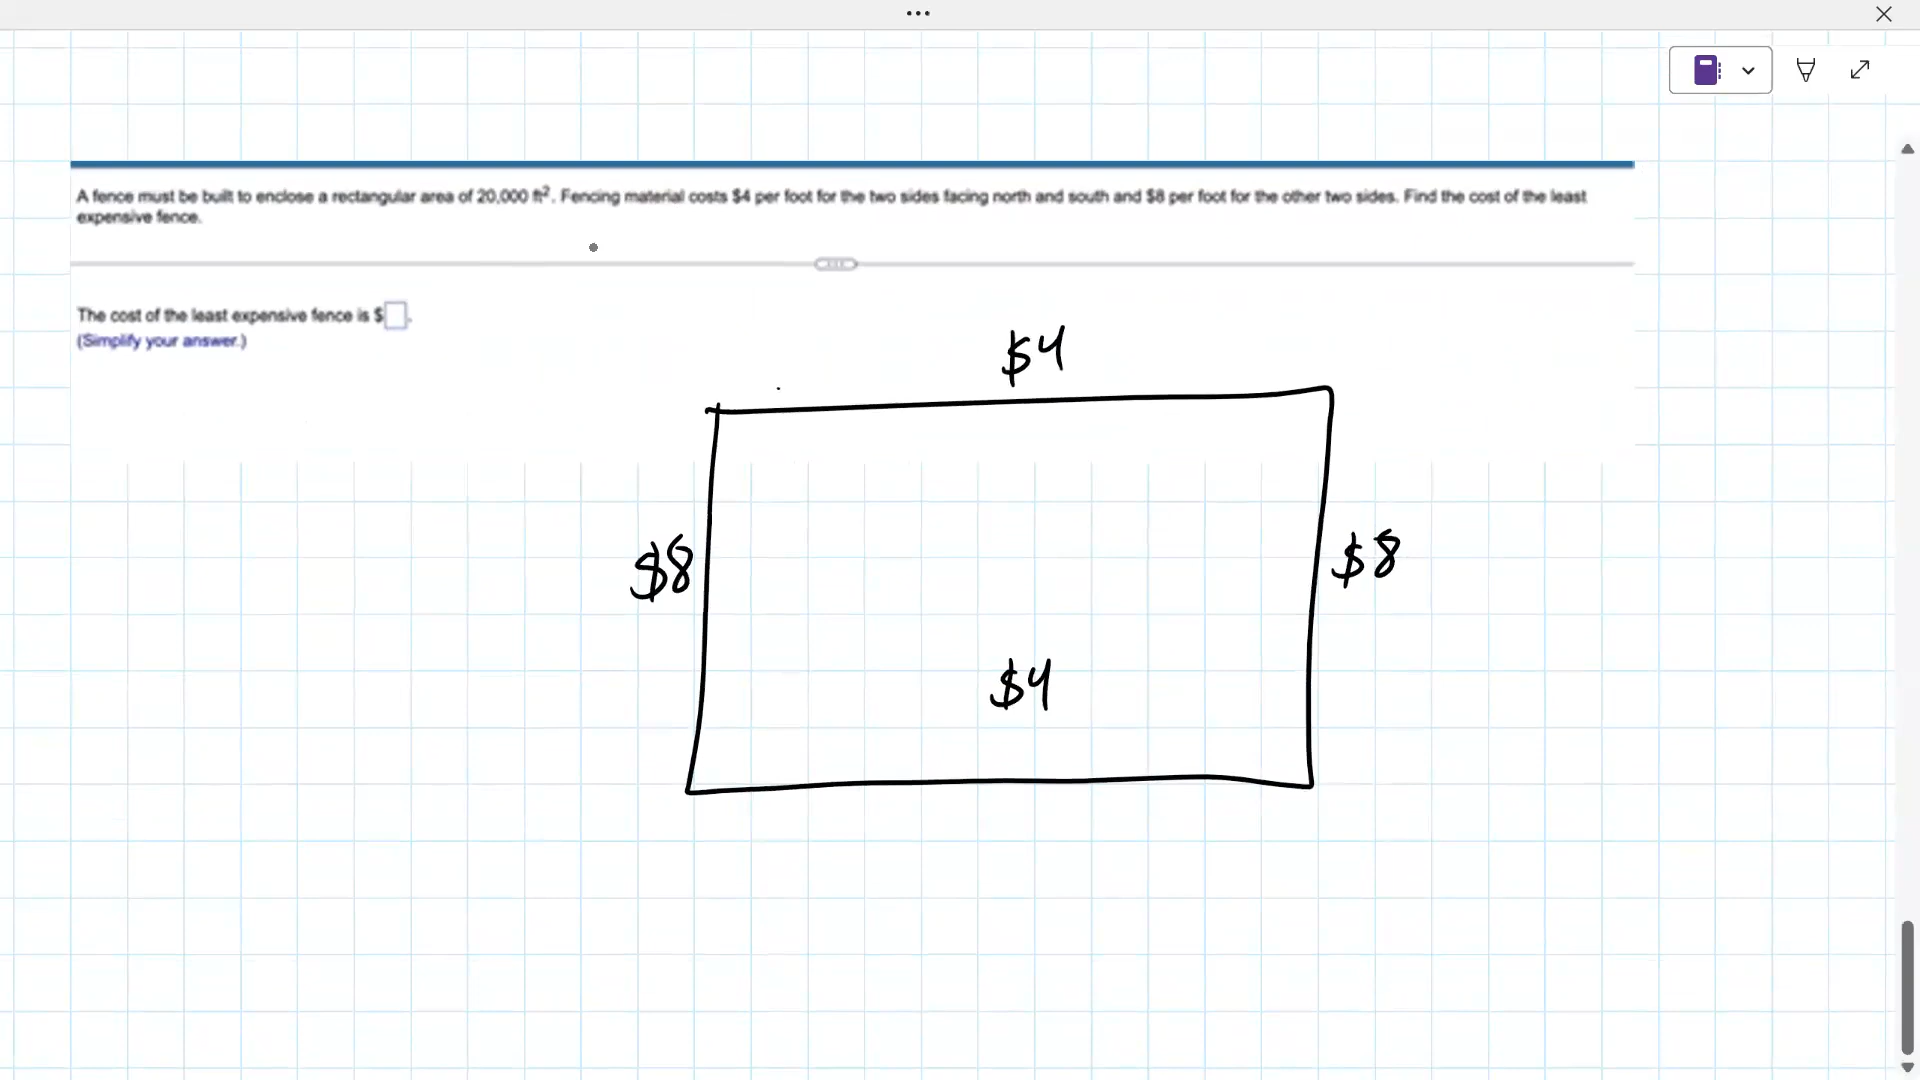 A fence must be built to enclose a rectangular area of 20,000 ft². Fencing material costs $4 per foot for the two sides facing north and south and $8 per foot for the other two sides. Find the cost of the least
expensive fence.
The cost of the least expensive fence is $ .
(Simplify your answer.)
$4
$8
$8
$4